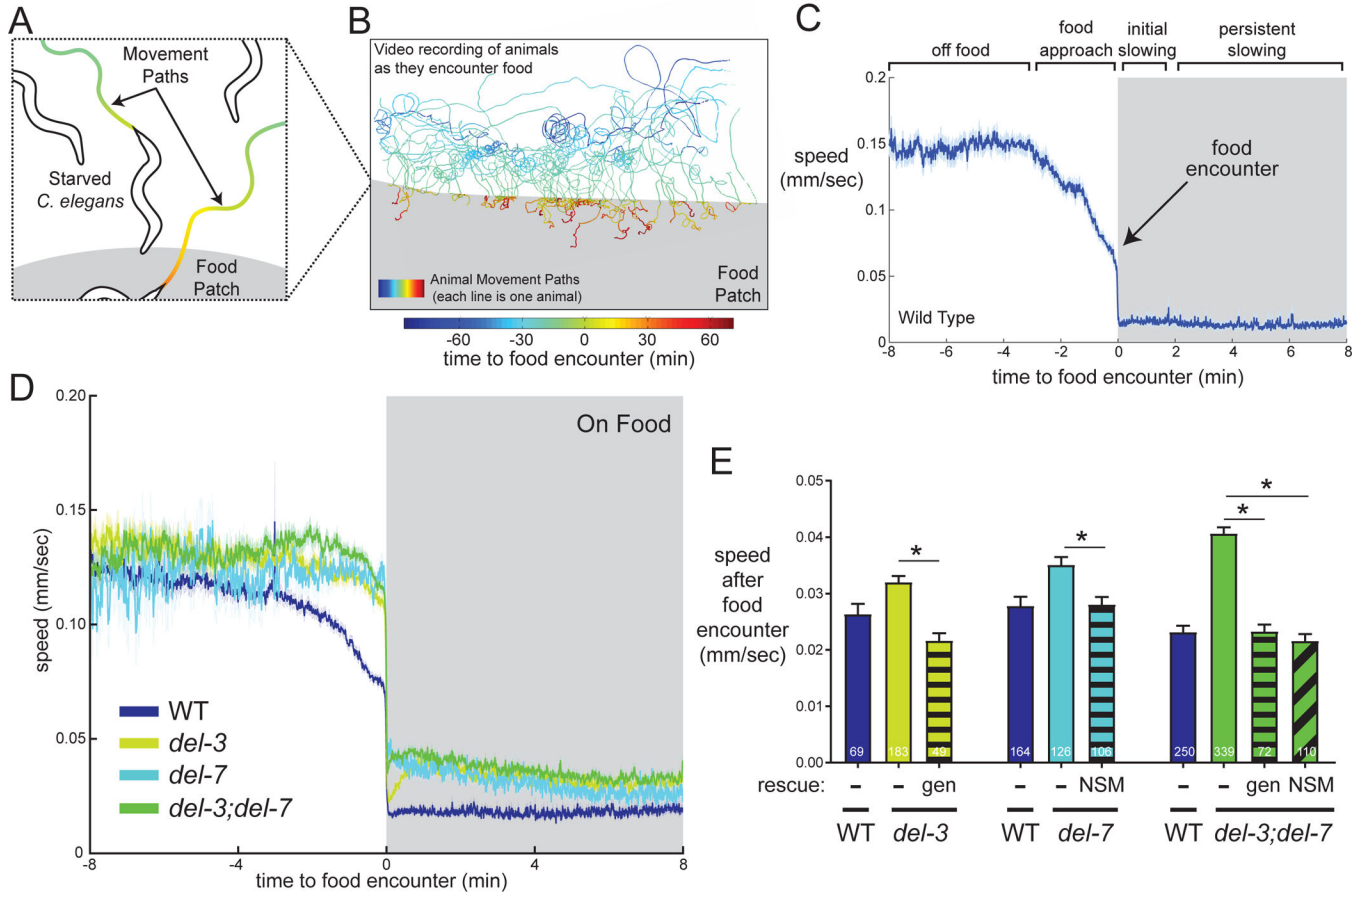 A
Movement
Paths
Starved
C. elegans
Food
Patch
B
Video recording of animals
as they encounter food
Animal Movement Paths
(each line is one animal)
Food
Patch
-60 -30 0 30 60
time to food encounter (min)
C
off food
food
approach
initial
slowing
persistent
slowing
0.2
0.15
0.1
0.05
0
speed
(mm/sec)
food
encounter
Wild Type
-8 -6 -4 -2 0 2 4 6 8
time to food encounter (min)
D
0.20
0.15
0.10
0.05
0
speed (mm/sec)
On Food
WT
del-3
del-7
del-3;del-7
-8 -4 0 4 8
time to food encounter (min)
E
0.05
0.04
0.03
0.02
0.01
0.00
speed
after
food
encounter
(mm/sec)
* * * *
69 183 49 164 126 106 250 339 72 110
rescue: - - gen - - NSM - - gen NSM
WT del-3 WT del-7 WT del-3;del-7